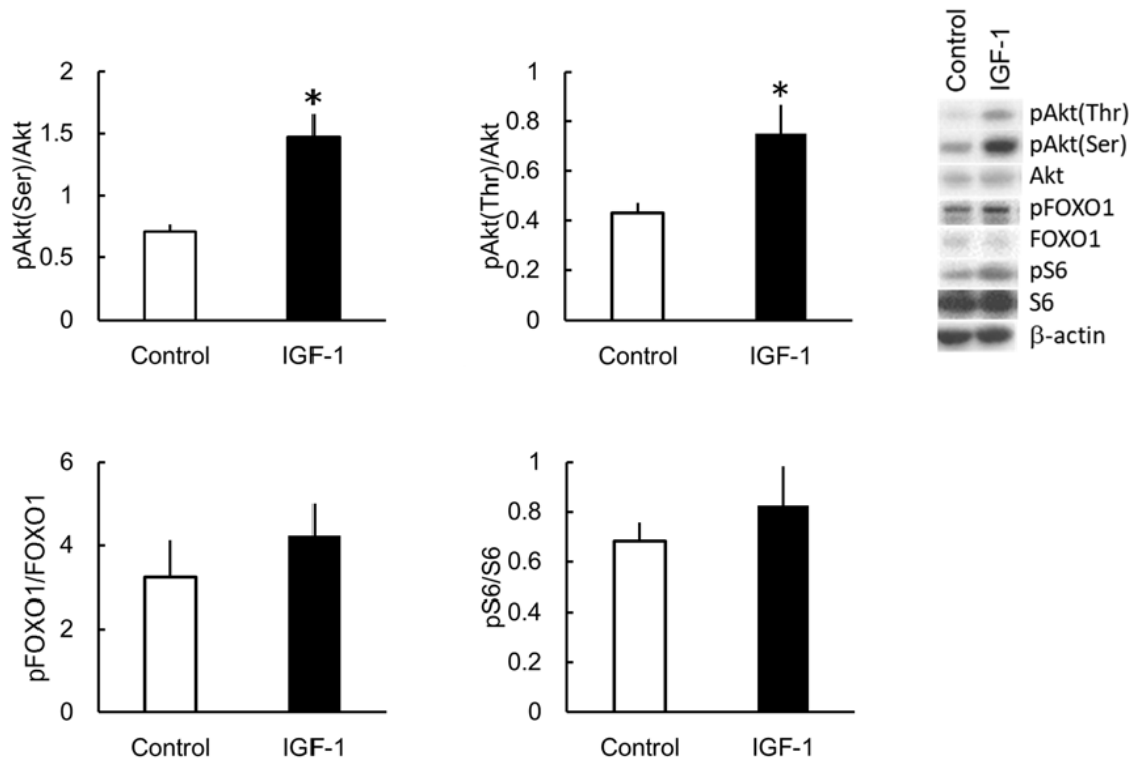 pAkt(Ser)/Akt
2
1.5
1
0.5
0
*
Control
IGF-1
pAkt(Thr)/Akt
1
0.8
0.6
0.4
0.2
0
*
Control
IGF-1
Control
IGF-1
pAkt(Thr)
pAkt(Ser)
Akt
pFOXO1
FOXO1
pS6
S6
β-actin
pFOXO1/FOXO1
6
4
2
0
Control
IGF-1
pS6/S6
1
0.8
0.6
0.4
0.2
0
Control
IGF-1